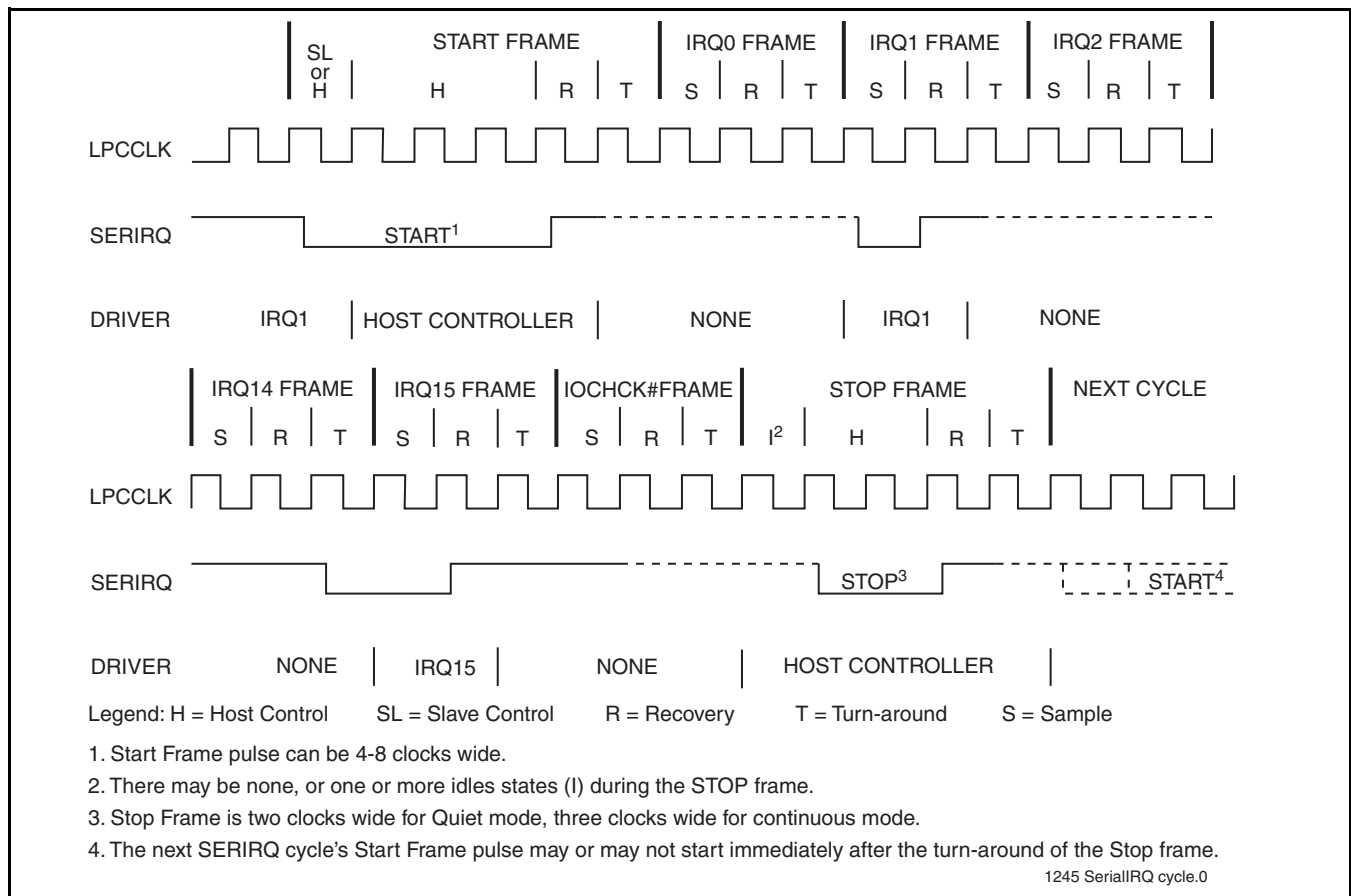 START FRAME IRQ0 FRAME IRQ1 FRAME IRQ2 FRAME
SL
or
H H R T S R T S R T S R T
LPCCLK
SERIRQ START1
DRIVER IRQ1 HOST CONTROLLER NONE IRQ1 NONE
IRQ14 FRAME IRQ15 FRAME IOCHCK#FRAME STOP FRAME NEXT CYCLE
S R T S R T S R T I2 H R T
LPCCLK
SERIRQ STOP3 START4
DRIVER NONE IRQ15 NONE HOST CONTROLLER
Legend: H = Host Control SL = Slave Control R = Recovery T = Turn-around S = Sample
1. Start Frame pulse can be 4-8 clocks wide.
2. There may be none, or one or more idles states (I) during the STOP frame.
3. Stop Frame is two clocks wide for Quiet mode, three clocks wide for continuous mode.
4. The next SERIRQ cycle's Start Frame pulse may or may not start immediately after the turn-around of the Stop frame.
1245 SerialIRQ cycle.0